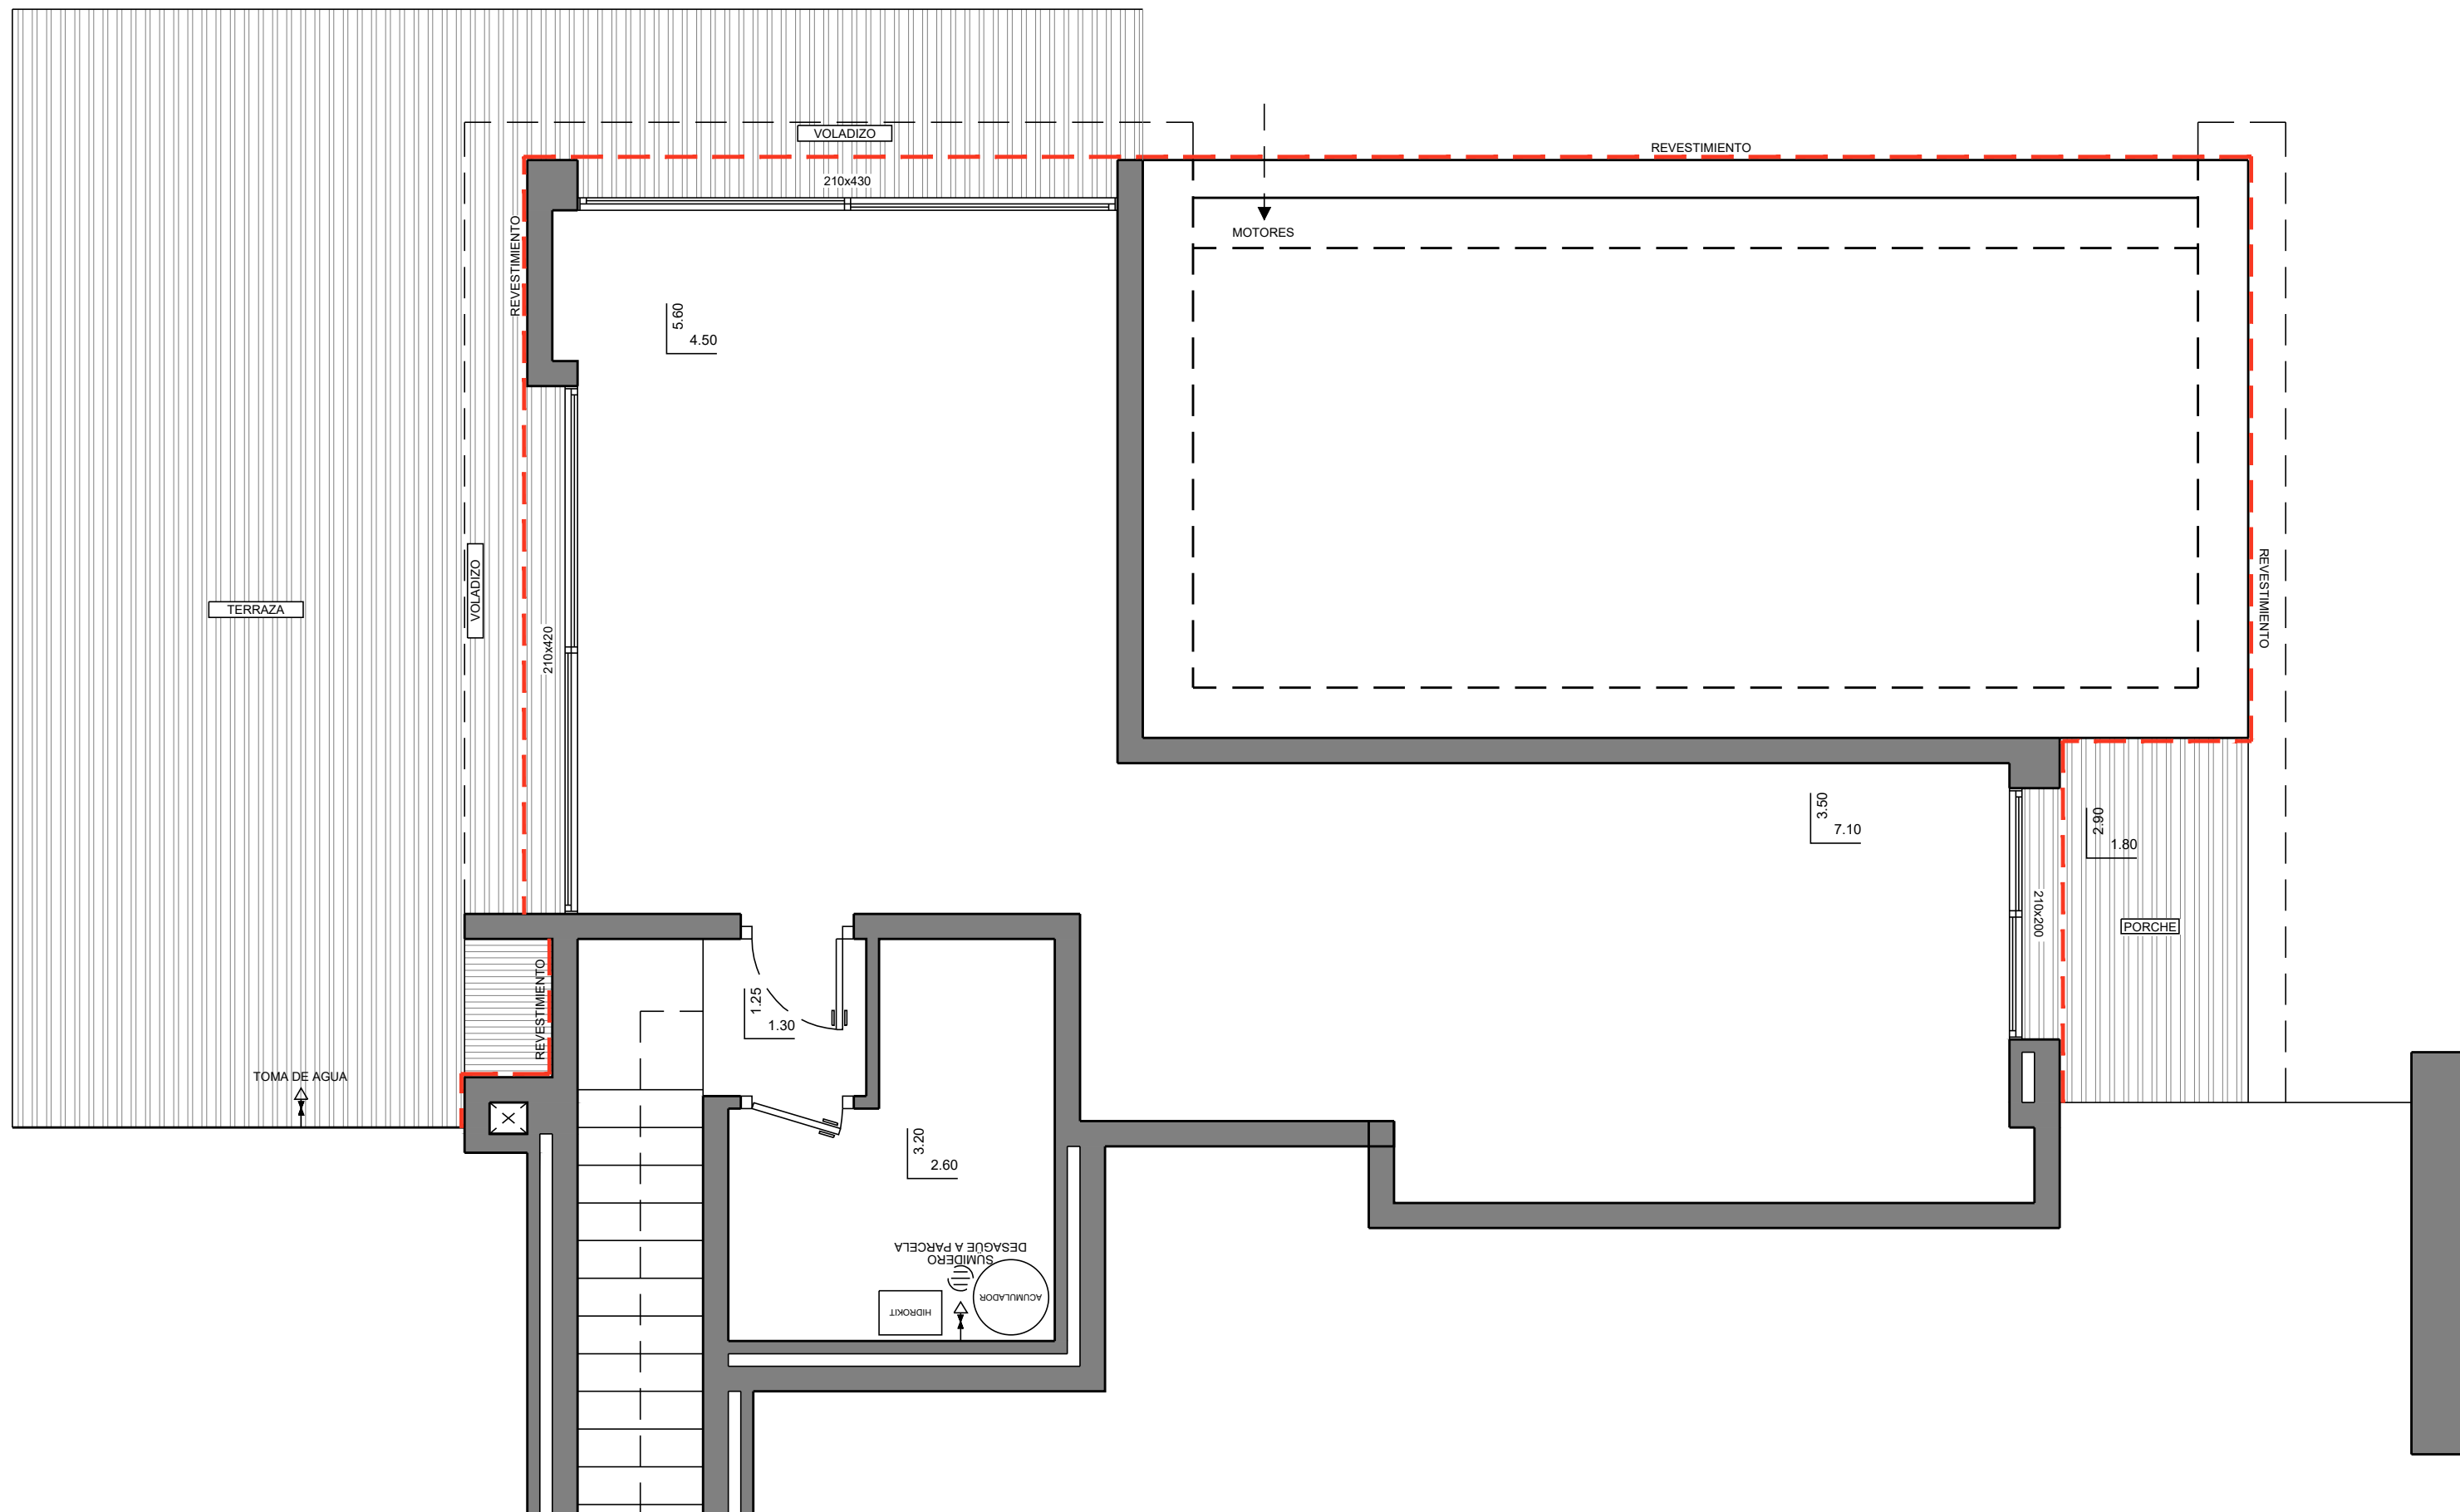 VOLADIZO
REVESTIMIENTO
210x430
REVESTIMIENTO
MOTORES
5.60
4.50
VOLADIZO
REVESTIMIENTO
TERRAZA
210x420
3.50
7.10
2.90
1.80
210x200
PORCHE
REVESTIMIENTO
1.25
1.30
TOMA DE AGUA
3.20
2.60
SUMIDERO
DESAGÜE A PARCELA
ACUMULADOR
HIDROKIT